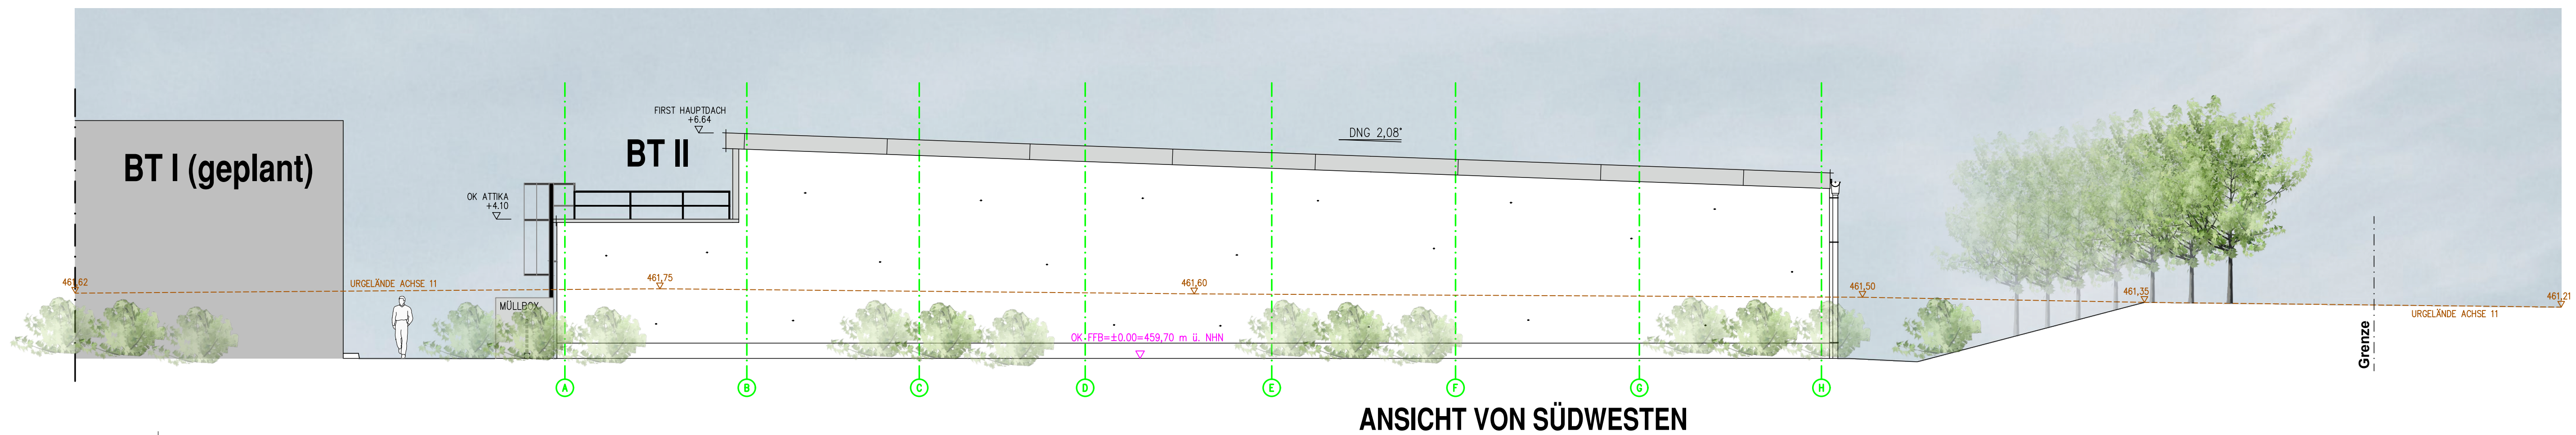 FIRST HAUPTDACH
+6.64
DNG 2,08°
BT II
BT I (geplant)
OK ATTIKA
+4.10
461,62
URGELÄNDE ACHSE 11
461,75
461,60
461,50
461,35
461,21
URGELÄNDE ACHSE 11
MÜLLBOX
OK FFB=±0.00=459,70 m ü. NHN
Grenze
A
B
C
D
E
F
G
H
ANSICHT VON SÜDWESTEN